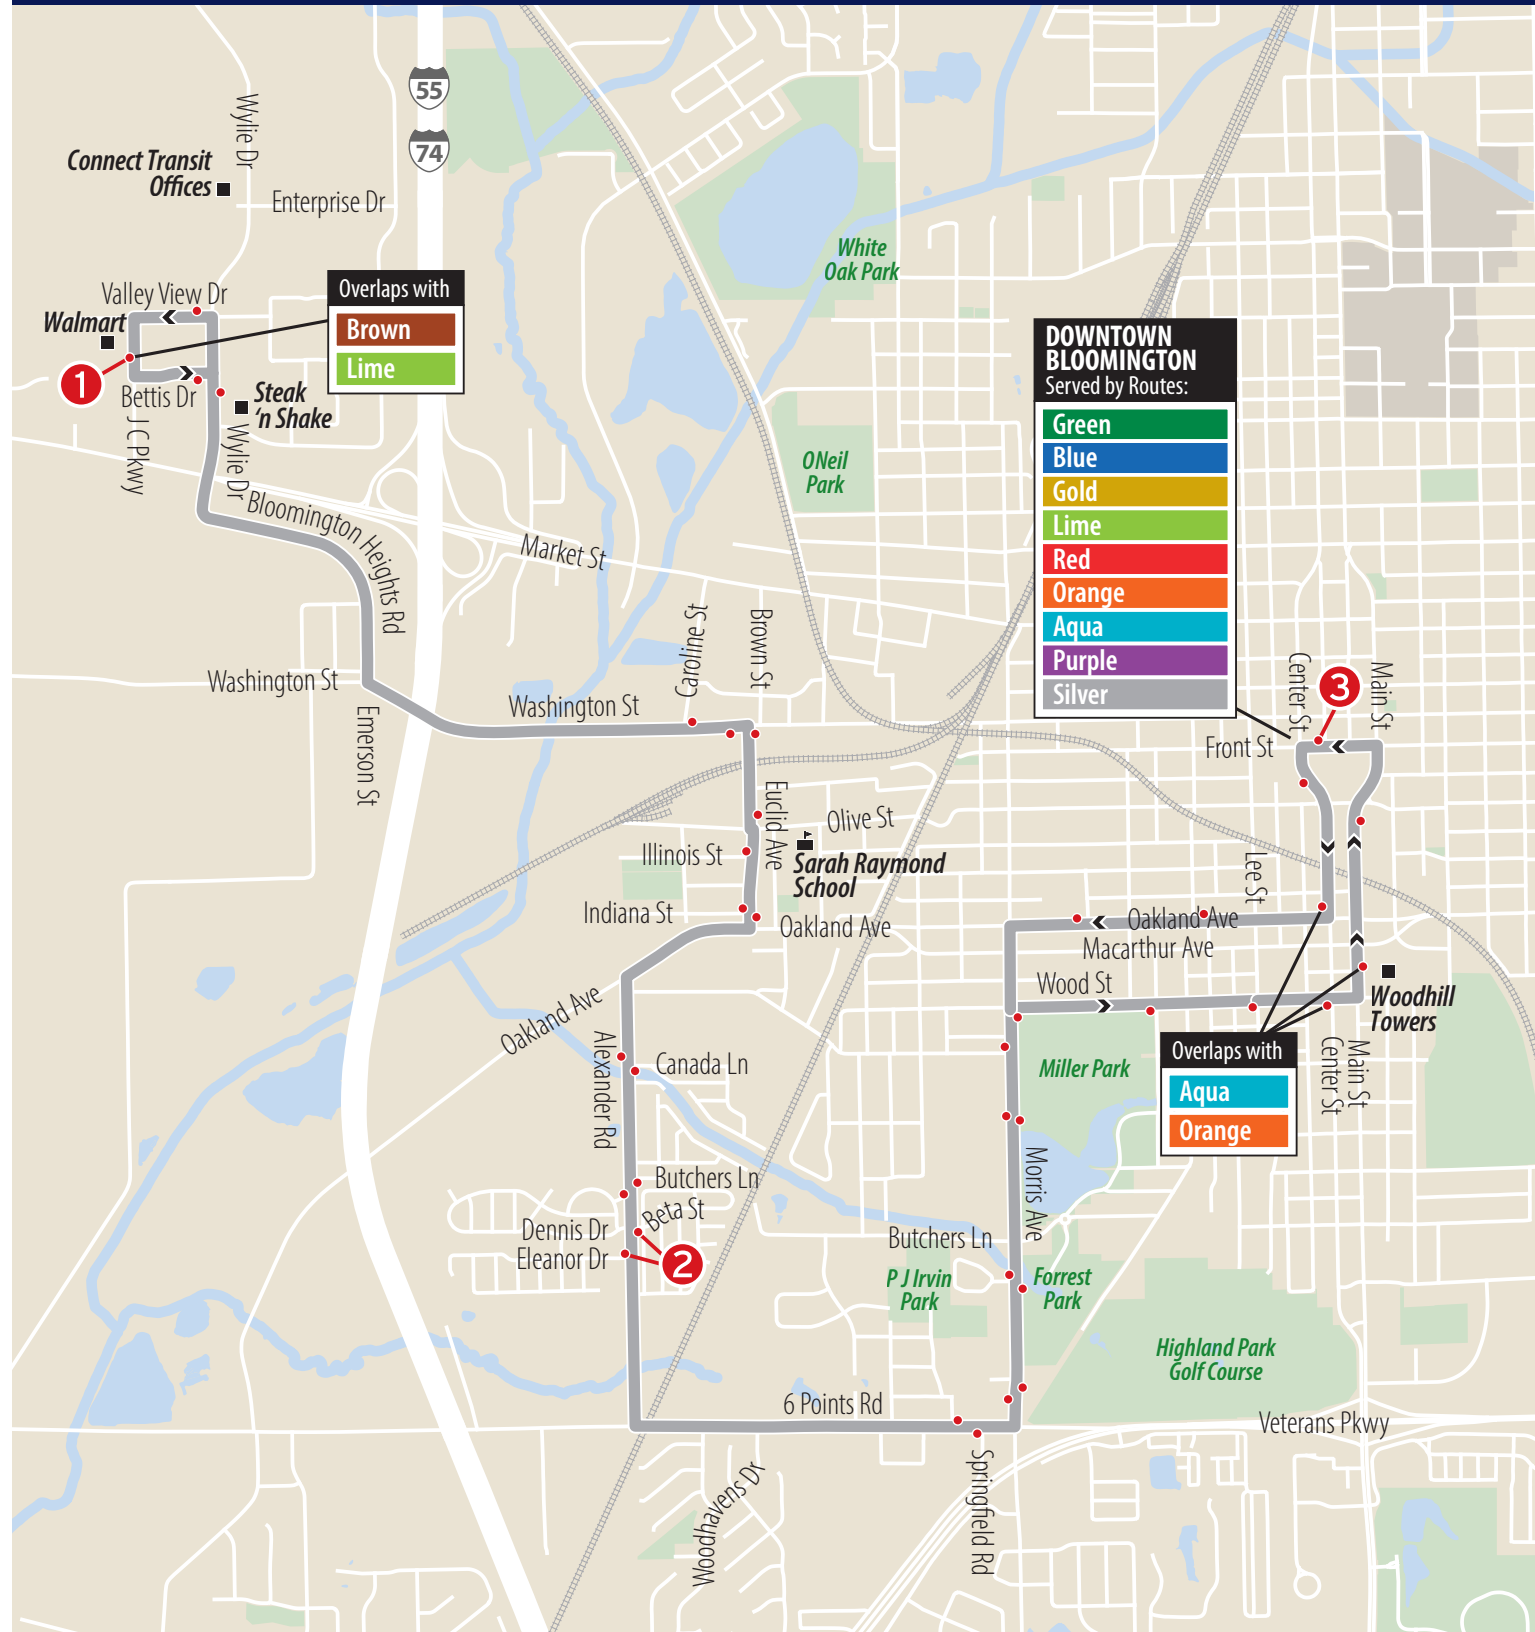 55
74
Wylie Dr
Connect Transit
Offices
Enterprise Dr
White
Oak Park
Overlaps with
Brown
Lime
Valley View Dr
Walmart
1
Bettis Dr
Steak
'n Shake
J C Pkwy
Wylie Dr
Bloomington Heights Rd
Market St
ONeil
Park
DOWNTOWN
BLOOMINGTON
Served by Routes:
Green
Blue
Gold
Lime
Red
Orange
Aqua
Purple
Silver
Caroline St
Brown St
Washington St
Washington St
Emerson St
Center St
3
Main St
Front St
Euclid Ave
Olive St
Illinois St
Sarah Raymond
School
Lee St
Indiana St
Oakland Ave
Oakland Ave
Macarthur Ave
Wood St
Woodhill
Towers
Oakland Ave
Alexander Rd
Canada Ln
Miller Park
Overlaps with
Aqua
Orange
Center St
Main St
Butchers Ln
Beta St
Dennis Dr
Eleanor Dr
2
Morris Ave
Butchers Ln
P J Irvin
Park
Forrest
Park
Highland Park
Golf Course
6 Points Rd
Veterans Pkwy
Woodhavens Dr
Springfield Rd